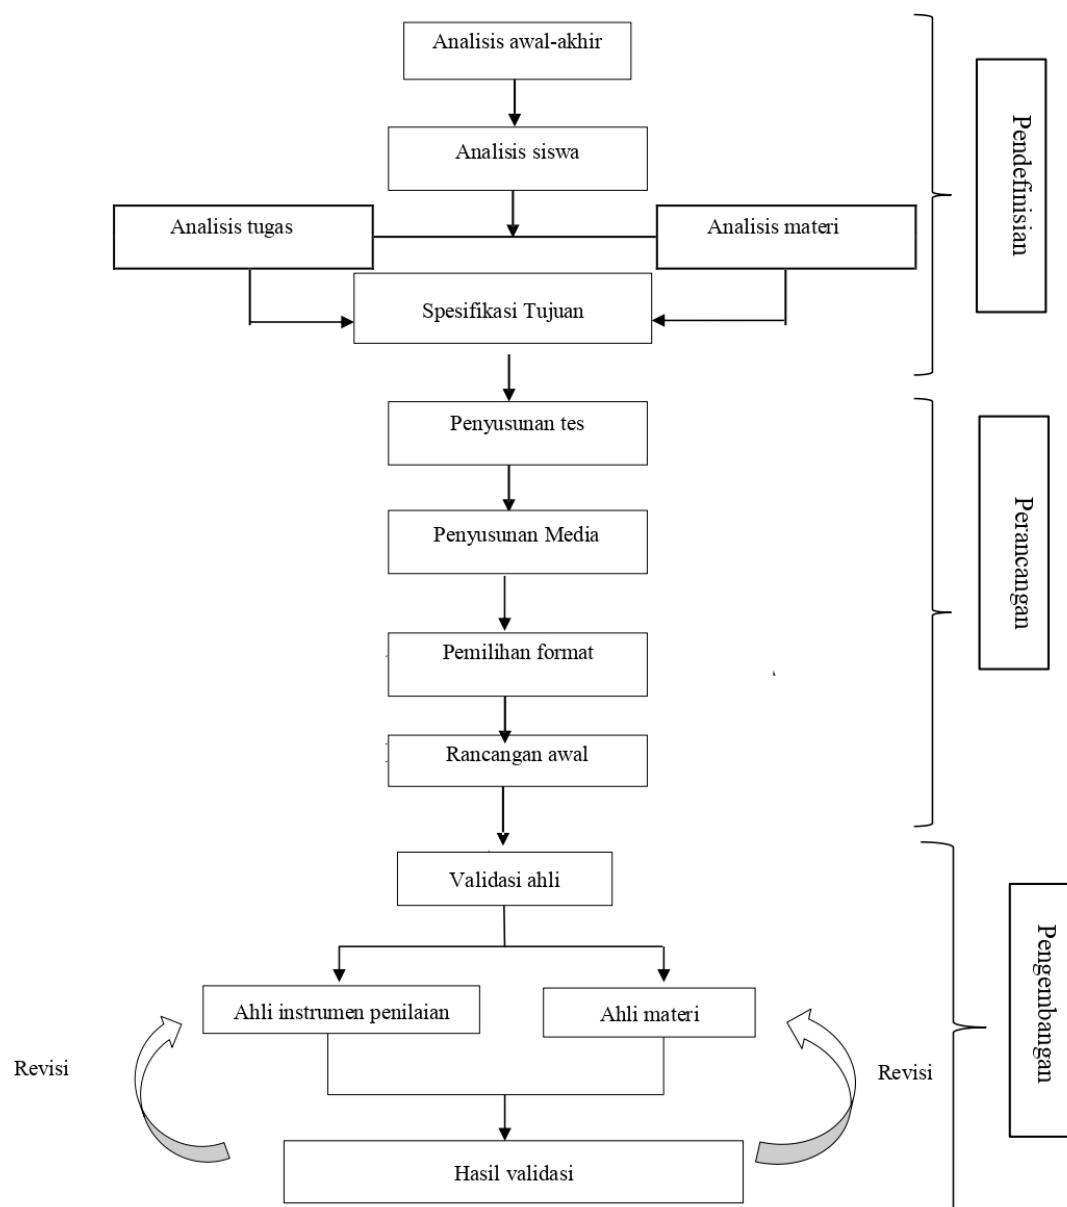 Analisis awal-akhir
Analisis siswa
Analisis tugas
Analisis materi
Spesifikasi Tujuan
Pendefinisian
Penyusunan tes
Penyusunan Media
Pemilihan format
Rancangan awal
Perancangan
Validasi ahli
Ahli instrumen penilaian
Ahli materi
Revisi
Revisi
Hasil validasi
Pengembangan